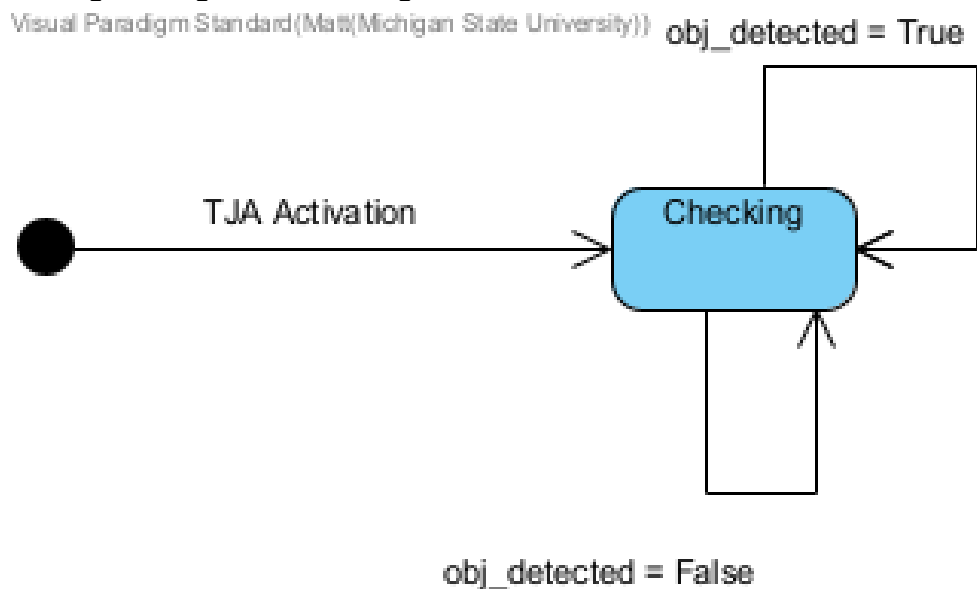 Visual Paradigm Standard(Matt(Michigan State University))
obj_detected = True
TJA Activation
Checking
obj_detected = False